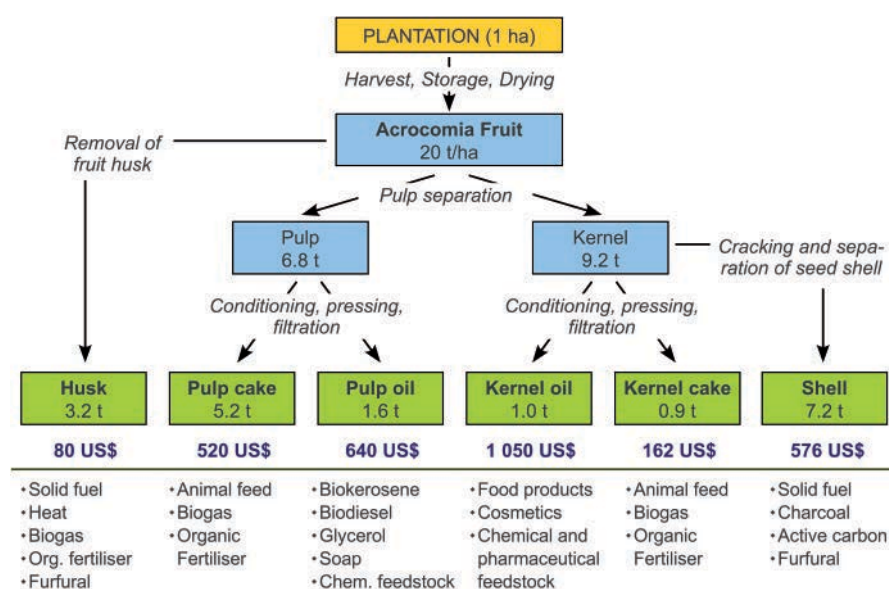 PLANTATION (1 ha)
Harvest, Storage, Drying
Acrocomia Fruit
20 t/ha
Removal of
fruit husk
Pulp separation
Pulp
6.8 t
Kernel
9.2 t
Cracking and sepa-
ration of seed shell
Conditioning, pressing,
filtration
Conditioning, pressing,
filtration
Husk
3.2 t
Pulp cake
5.2 t
Pulp oil
1.6 t
Kernel oil
1.0 t
Kernel cake
0.9 t
Shell
7.2 t
80 US$
520 US$
640 US$
1 050 US$
162 US$
576 US$
•Solid fuel
•Heat
•Biogas
•Org. fertiliser
•Furfural
•Animal feed
•Biogas
•Organic
Fertiliser
•Biokerosene
•Biodiesel
•Glycerol
•Soap
•Chem. feedstock
•Food products
•Cosmetics
•Chemical and
pharmaceutical
feedstock
•Animal feed
•Biogas
•Organic
Fertiliser
•Solid fuel
•Charcoal
•Active carbon
•Furfural